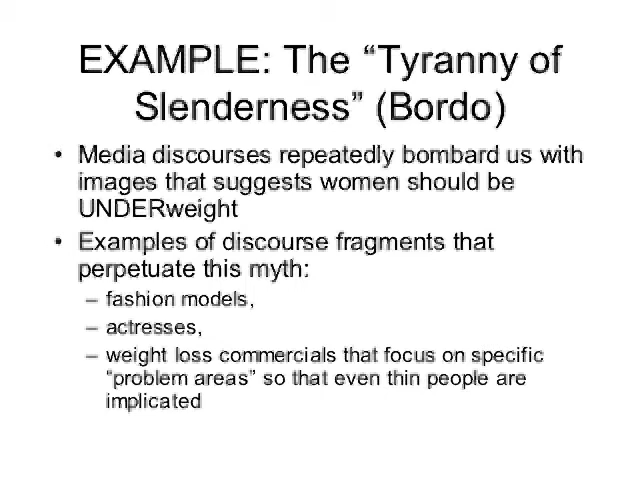 EXAMPLE: The “Tyranny of
Slenderness” (Bordo)
• Media discourses repeatedly bombard us with
images that suggests women should be
UNDERweight
• Examples of discourse fragments that
perpetuate this myth:
– fashion models,
– actresses,
– weight loss commercials that focus on specific
“problem areas” so that even thin people are
implicated